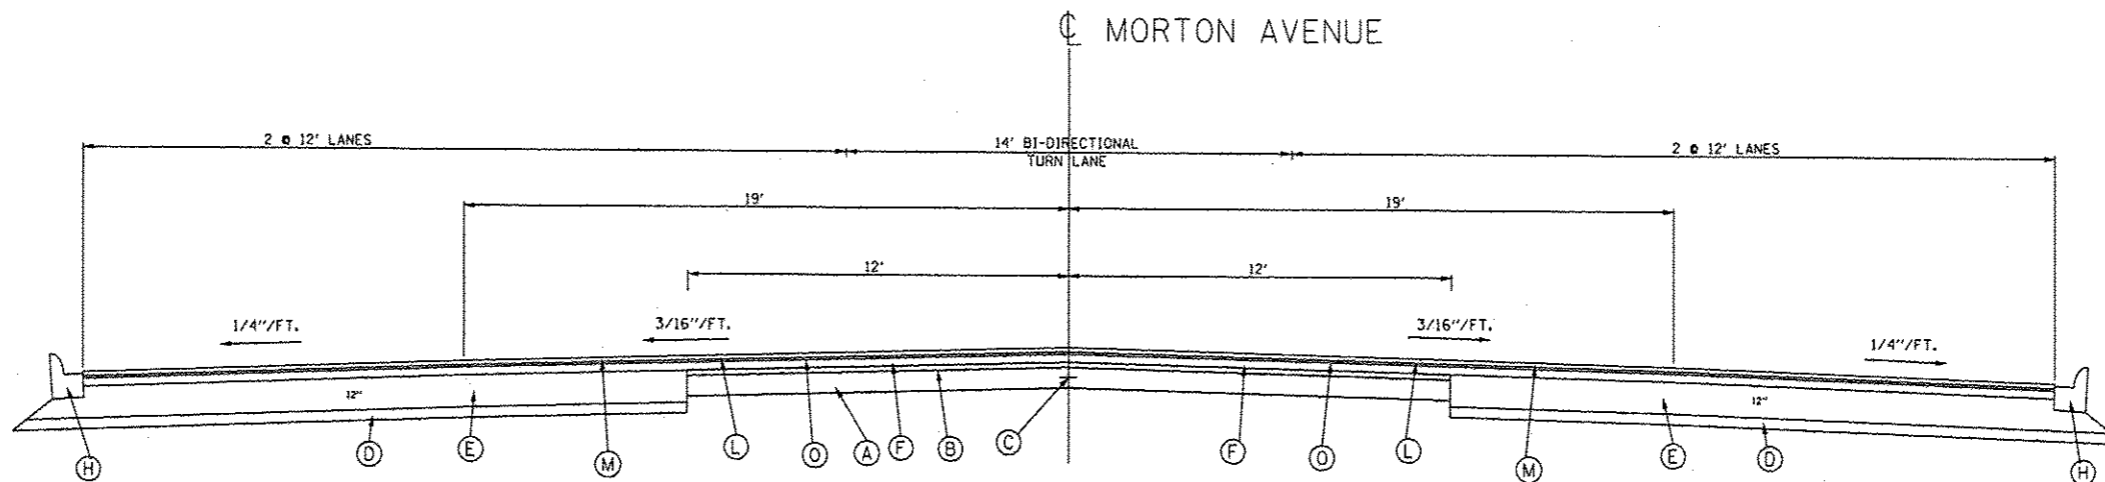 ℄ MORTON AVENUE
2 @ 12' LANES
14' BI-DIRECTIONAL
TURN LANE
2 @ 12' LANES
19'
19'
12'
12'
1/4"/FT.
3/16"/FT.
3/16"/FT.
1/4"/FT.
12"
12"
H
D
E
M
L
O
A
F
B
C
F
O
L
M
E
D
H